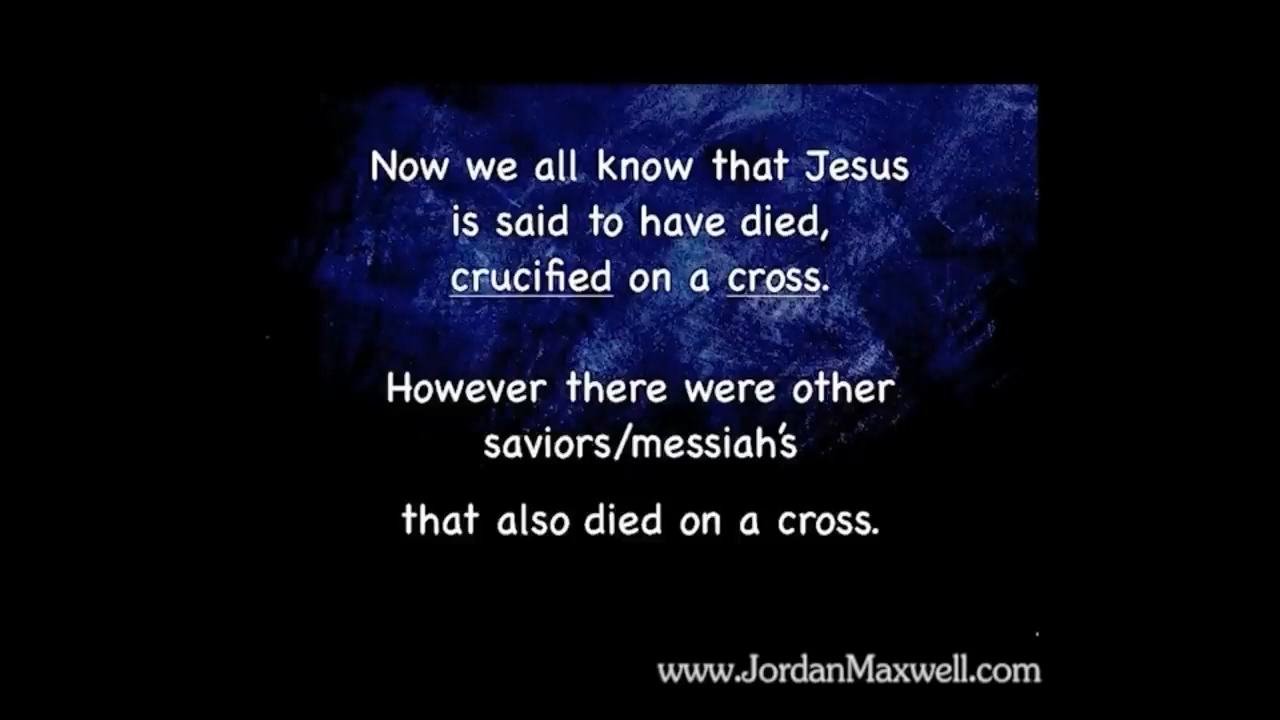 Now we all know that Jesus
is said to have died,
crucified on a cross.
However there were other
saviors/messiah's
that also died on a cross.
www.JordanMaxwell.com